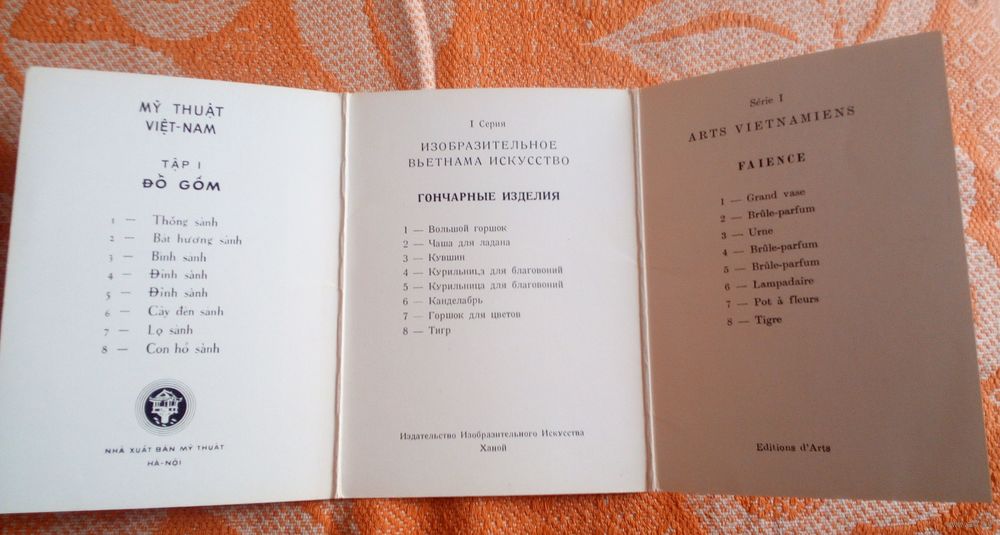 MỸ THUẬT
VIỆT-NAM
TẬP I
ĐỒ GỐM
1 — Thống sành
2 — Bát hương sành
3 — Bình sành
4 — Đỉnh sành
5 — Đỉnh sành
6 — Cây đèn sành
7 — Lọ sành
8 — Con hổ sành
NHÀ XUẤT BẢN MỸ THUẬT
HÀ-NỘI
I Серия
ИЗОБРАЗИТЕЛЬНОЕ
ВЬЕТНАМА ИСКУССТВО
ГОНЧАРНЫЕ ИЗДЕЛИЯ
1 — Вольшой горшок
2 — Чаша для ладана
3 — Кувшин
4 — Курильница для благовоний
5 — Курильница для благовоний
6 — Канделабрь
7 — Горшок для цветов
8 — Тигр
Издательство Изобразительного Искусства
Ханой
Série I
ARTS VIETNAMIENS
FAIENCE
1 — Grand vase
2 — Brûle-parfum
3 — Urne
4 — Brûle-parfum
5 — Brûle-parfum
6 — Lampadaire
7 — Pot à fleurs
8 — Tigre
Editions d'Arts